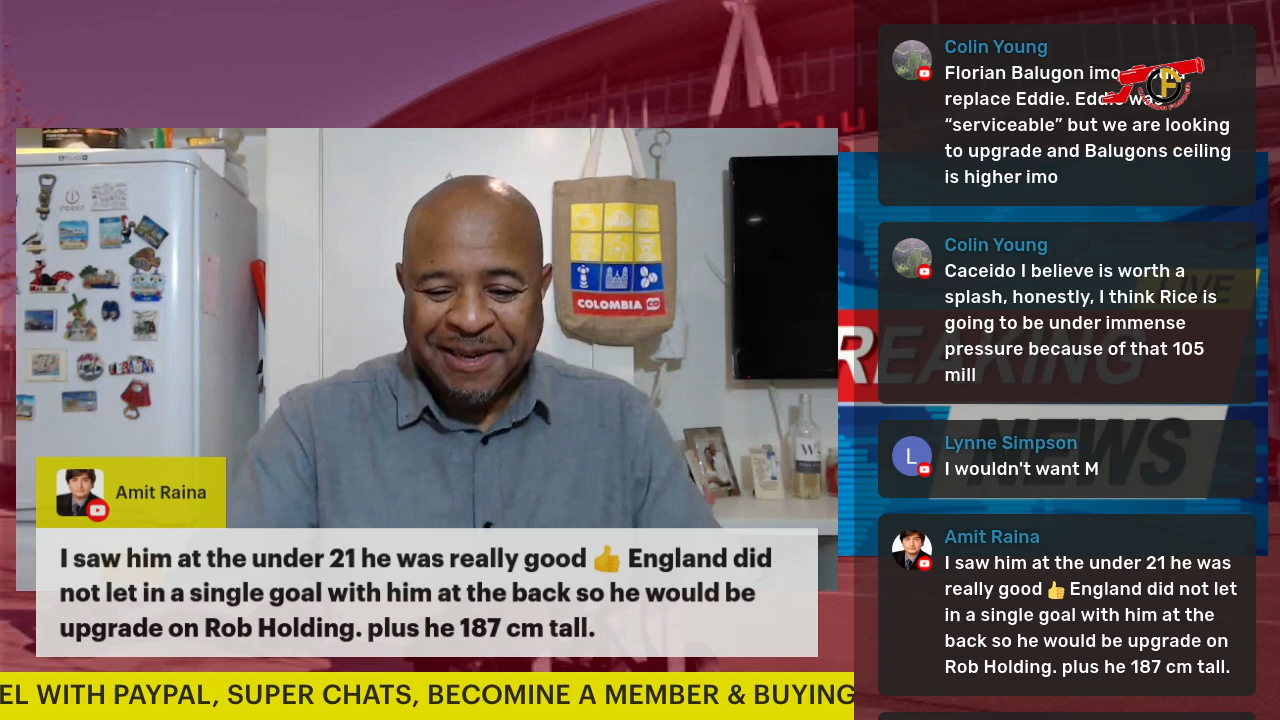 Colin Young
Florian Balugon imo
replace Eddie. Eddie was
“serviceable” but we are looking
to upgrade and Balugons ceiling
is higher imo
Colin Young
Caceido I believe is worth a
splash, honestly, I think Rice is
going to be under immense
pressure because of that 105
mill
LIVE
BREAKING
NEWS
L
Lynne Simpson
I wouldn't want M
Amit Raina
I saw him at the under 21 he was
really good 👍 England did not let
in a single goal with him at the
back so he would be upgrade on
Rob Holding. plus he 187 cm tall.
COLOMBIA CO
Amit Raina
I saw him at the under 21 he was really good 👍 England did
not let in a single goal with him at the back so he would be
upgrade on Rob Holding. plus he 187 cm tall.
EL WITH PAYPAL, SUPER CHATS, BECOMINE A MEMBER & BUYING